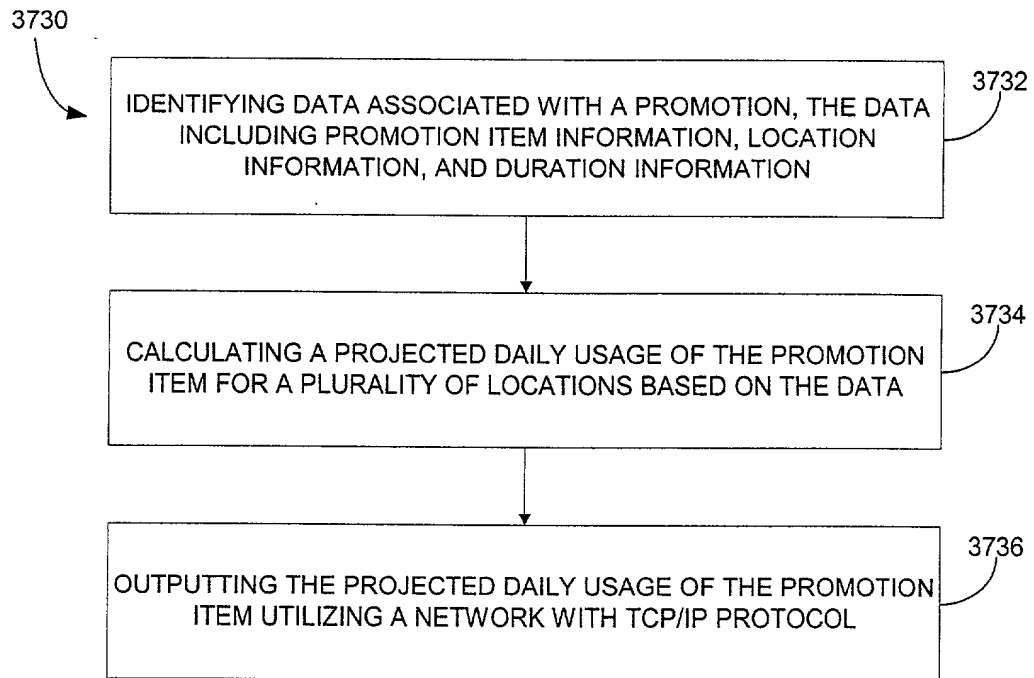 3730
3732
IDENTIFYING DATA ASSOCIATED WITH A PROMOTION, THE DATA
INCLUDING PROMOTION ITEM INFORMATION, LOCATION
INFORMATION, AND DURATION INFORMATION
3734
CALCULATING A PROJECTED DAILY USAGE OF THE PROMOTION
ITEM FOR A PLURALITY OF LOCATIONS BASED ON THE DATA
3736
OUTPUTTING THE PROJECTED DAILY USAGE OF THE PROMOTION
ITEM UTILIZING A NETWORK WITH TCP/IP PROTOCOL